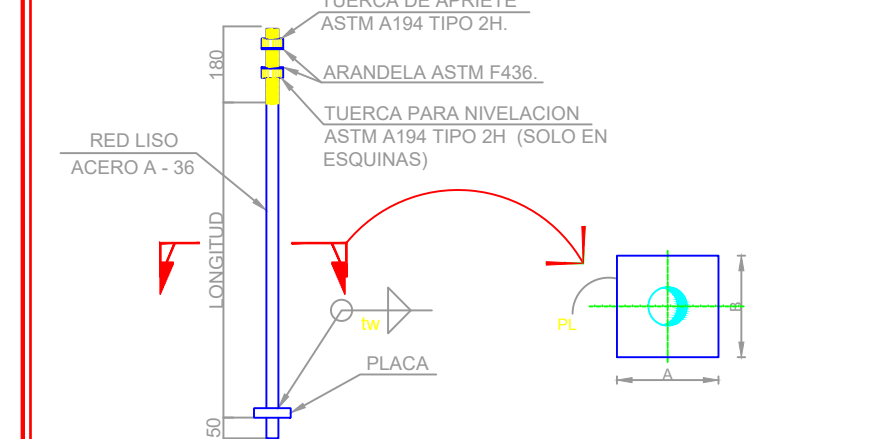 TUERCA DE APRIETE
ASTM A194 TIPO 2H.
180
ARANDELA ASTM F436.
TUERCA PARA NIVELACION
ASTM A194 TIPO 2H (SOLO EN
ESQUINAS)
RED LISO
ACERO A - 36
LONGITUD
tw
PL
B
A
PLACA
50